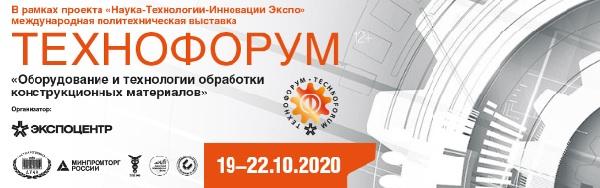 В рамках проекта «Наука-Технологии-Инновации Экспо»
международная политехническая выставка
ТЕХНОФОРУМ
12+
«Оборудование и технологии обработки
конструкционных материалов»
Организатор:
ЭКСПОЦЕНТР
ТЕХНОФОРУМ • TECHNOFORUM
МИНПРОМТОРГ
РОССИИ
19–22.10.2020